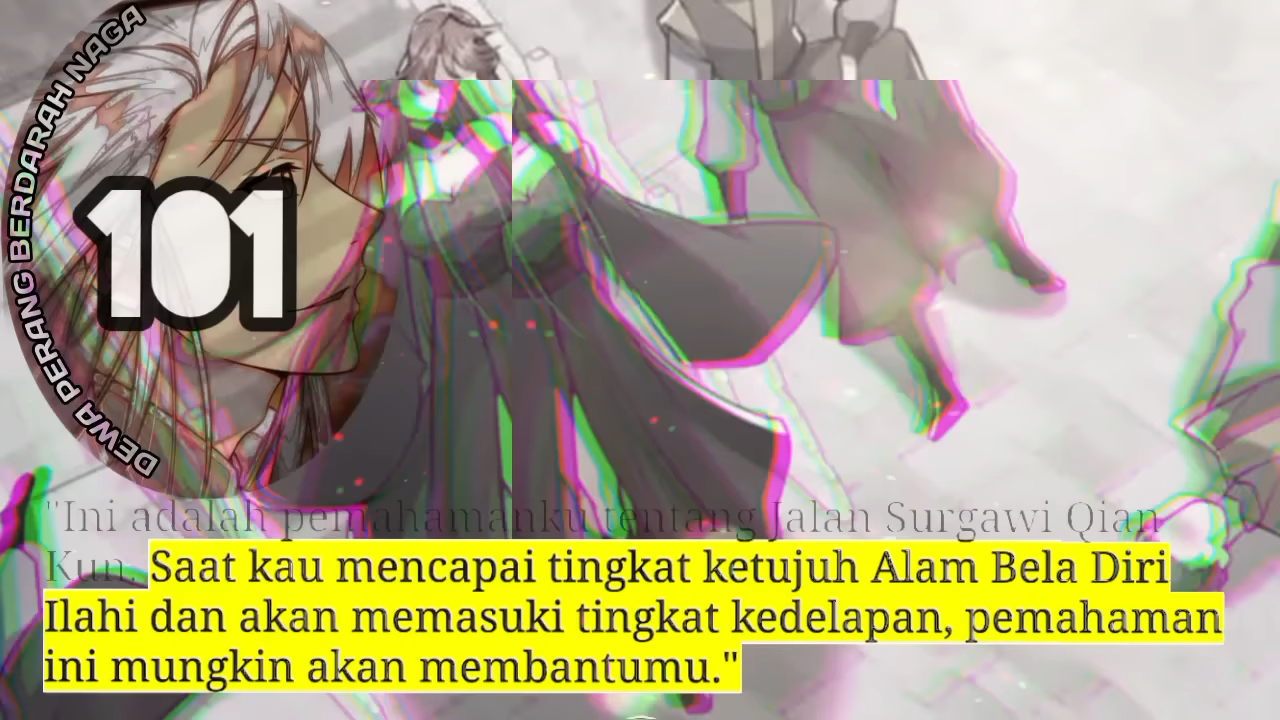 DEWA PERANG BERDARAH NAGA
101
"Ini adalah pemahamanku tentang Jalan Surgawi Qian
Kun. Saat kau mencapai tingkat ketujuh Alam Bela Diri
Ilahi dan akan memasuki tingkat kedelapan, pemahaman
ini mungkin akan membantumu."